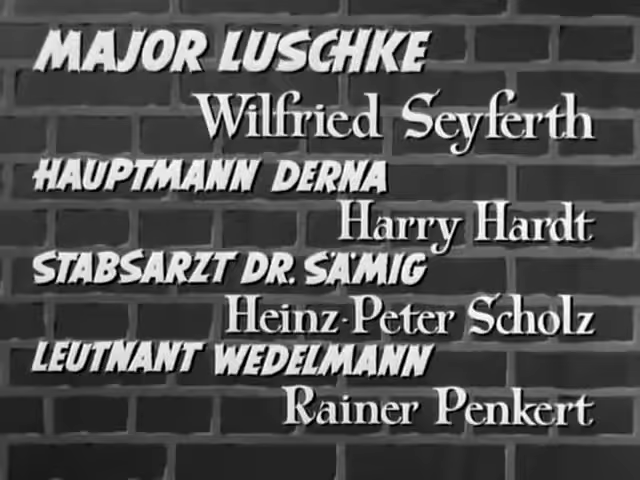 MAJOR LUSCHKE
Wilfried Seyferth
HAUPTMANN DERNA
Harry Hardt
STABSARZT DR. SÄMIG
Heinz-Peter Scholz
LEUTNANT WEDELMANN
Rainer Penkert